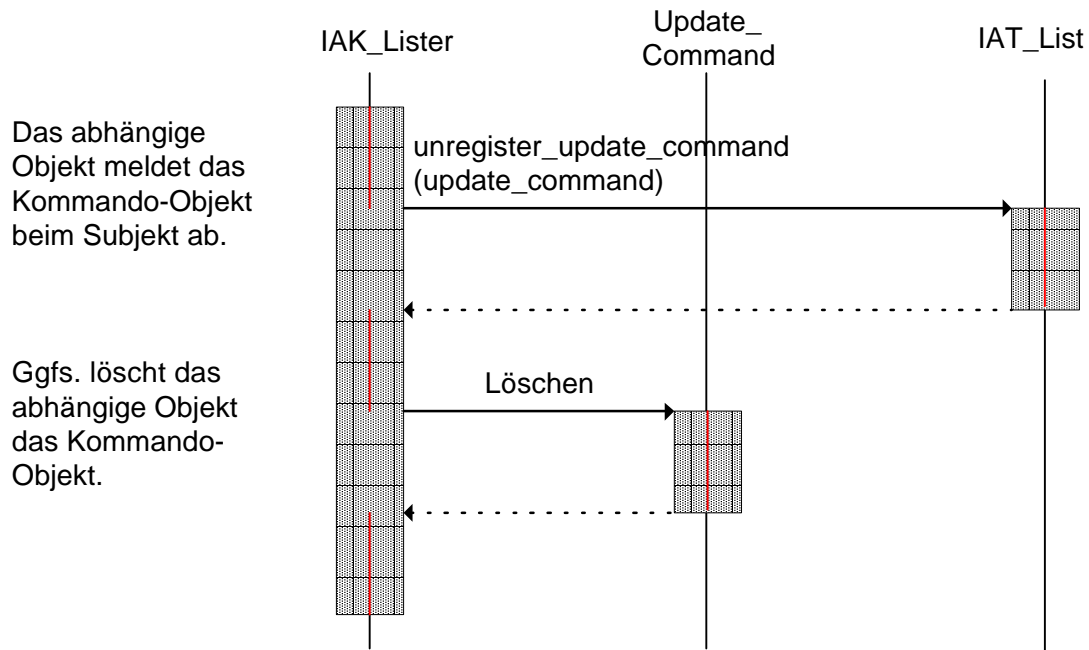 IAK_Lister
Update_
Command
IAT_List
Das abhängige
Objekt meldet das
Kommando-Objekt
beim Subjekt ab.
unregister_update_command
(update_command)
Ggfs. löscht das
abhängige Objekt
das Kommando-
Objekt.
Löschen